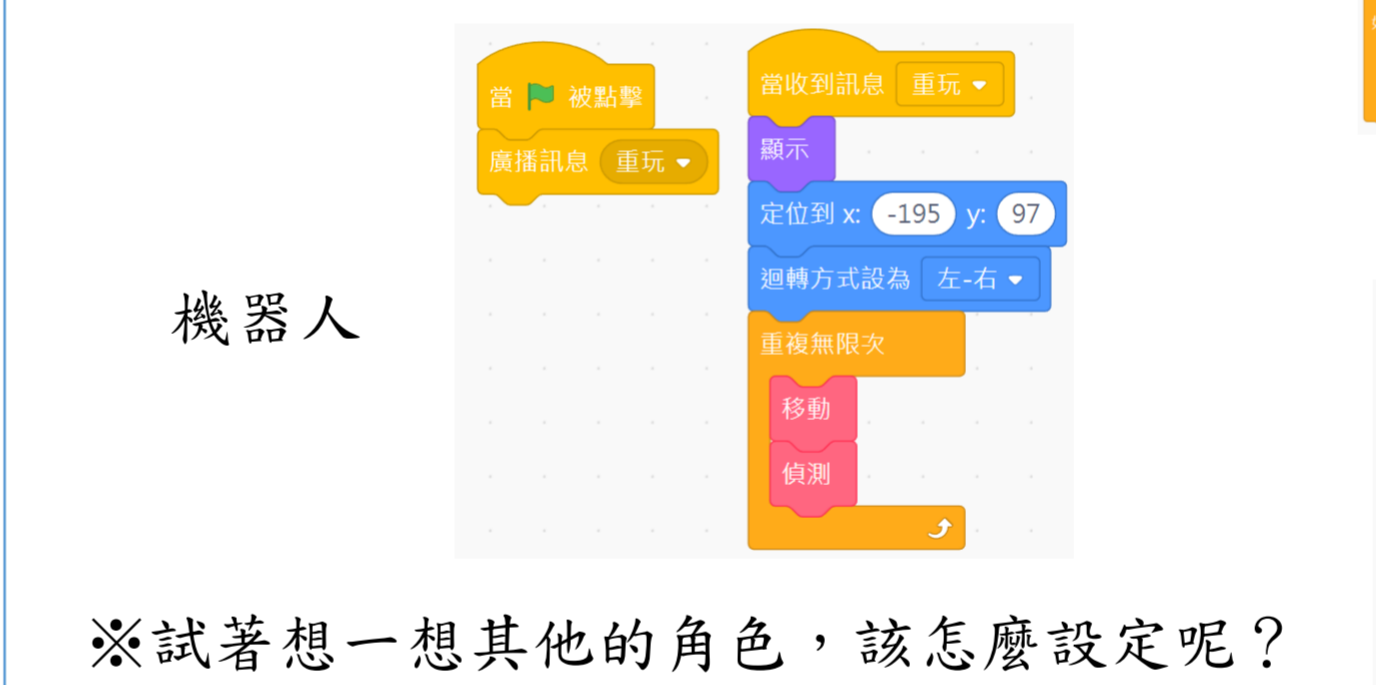 當 被點擊
廣播訊息 重玩
當收到訊息 重玩
顯示
定位到 x: -195 y: 97
迴轉方式設為 左-右
重複無限次
移動
偵測
機器人
※試著想一想其他的角色，該怎麼設定呢？